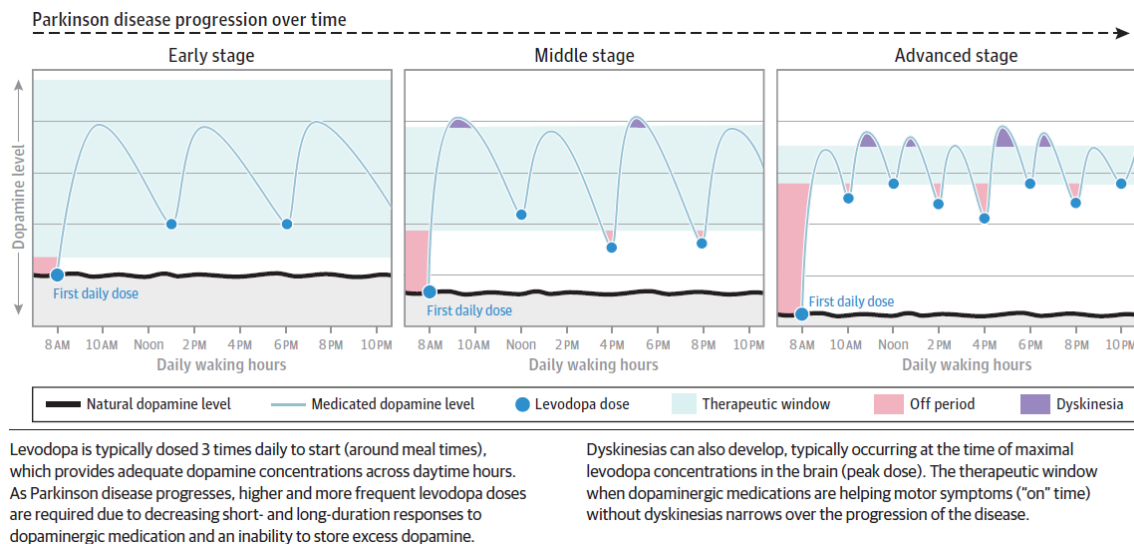 Parkinson disease progression over time
Early stage
Middle stage
Advanced stage
Dopamine level
First daily dose
First daily dose
First daily dose
8 AM 10 AM Noon 2 PM 4 PM 6 PM 8 PM 10 PM
8 AM 10 AM Noon 2 PM 4 PM 6 PM 8 PM 10 PM
8 AM 10 AM Noon 2 PM 4 PM 6 PM 8 PM 10 PM
Daily waking hours
Daily waking hours
Daily waking hours
Natural dopamine level
Medicated dopamine level
Levodopa dose
Therapeutic window
Off period
Dyskinesia
Levodopa is typically dosed 3 times daily to start (around meal times),
which provides adequate dopamine concentrations across daytime hours.
As Parkinson disease progresses, higher and more frequent levodopa doses
are required due to decreasing short- and long-duration responses to
dopaminergic medication and an inability to store excess dopamine.
Dyskinesias can also develop, typically occurring at the time of maximal
levodopa concentrations in the brain (peak dose). The therapeutic window
when dopaminergic medications are helping motor symptoms (“on” time)
without dyskinesias narrows over the progression of the disease.